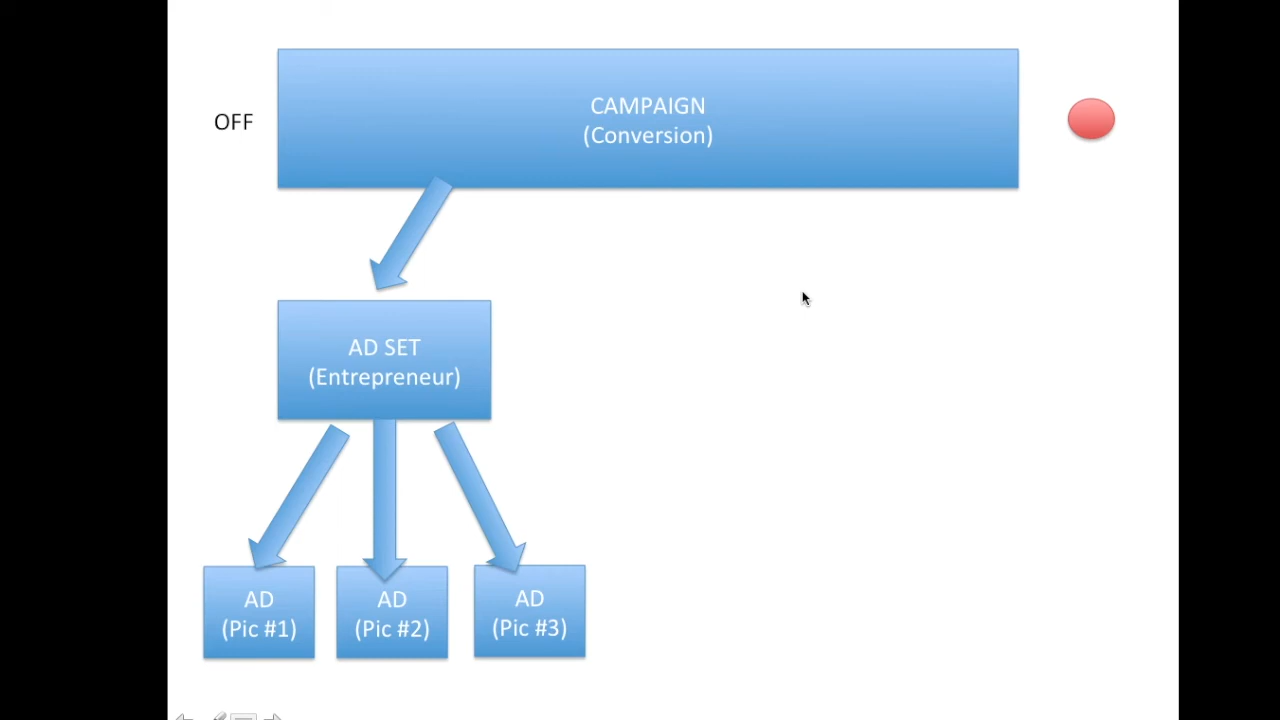 OFF
CAMPAIGN
(Conversion)
AD SET
(Entrepreneur)
AD
(Pic #1)
AD
(Pic #2)
AD
(Pic #3)